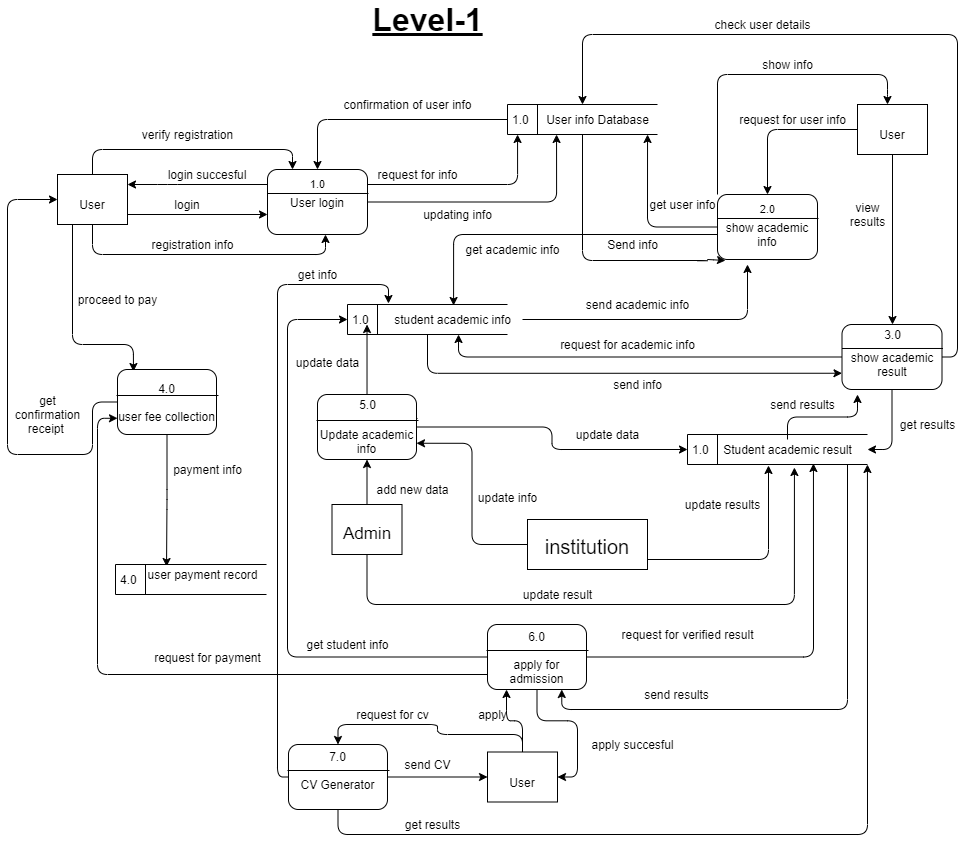 Level-1
check user details
show info
confirmation of user info
1.0
User info Database
request for user info
User
verify registration
login succesful
1.0
User login
request for info
User
login
updating info
get user info
2.0
show academic
info
view
results
registration info
get academic info
Send info
get info
proceed to pay
1.0
student academic info
send academic info
request for academic info
3.0
show academic
result
update data
send info
4.0
user fee collection
get
confirmation
receipt
5.0
Update academic
info
send results
get results
update data
1.0
Student academic result
payment info
add new data
update info
update results
Admin
institution
4.0
user payment record
update result
6.0
apply for
admission
request for verified result
get student info
request for payment
send results
request for cv
apply
apply succesful
7.0
CV Generator
send CV
User
get results